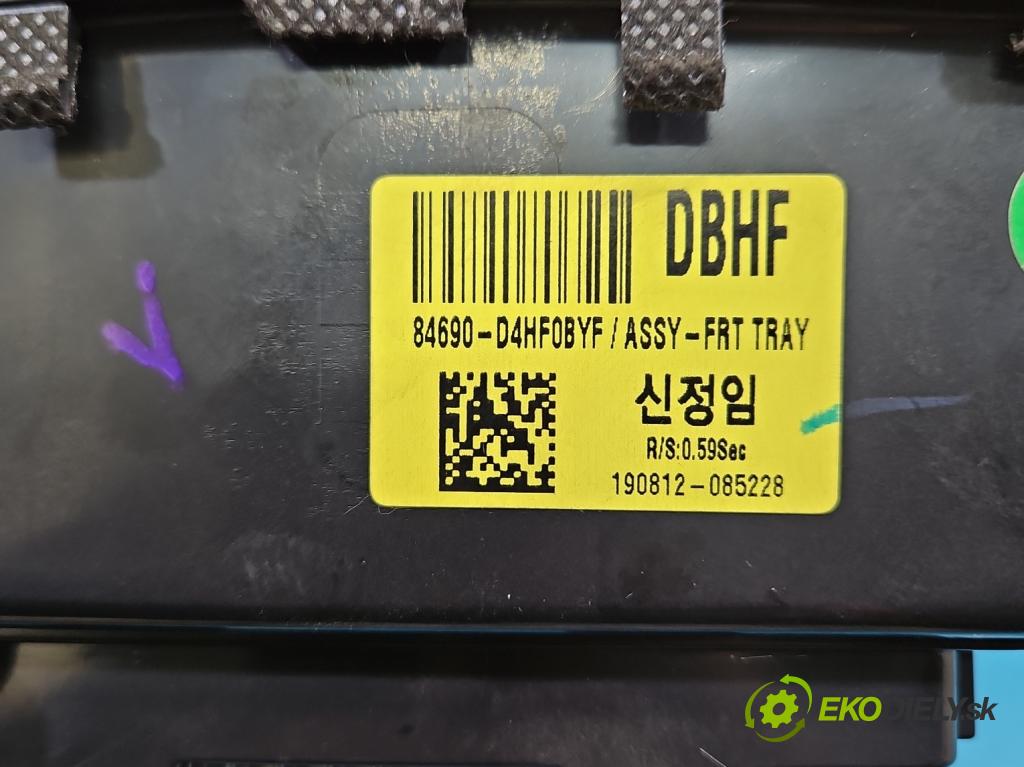 DBHF
84690-D4HF0BYF / ASSY-FRT TRAY
신정임
R/S:0.59Sec
190812-085228
EKODIELY.sk